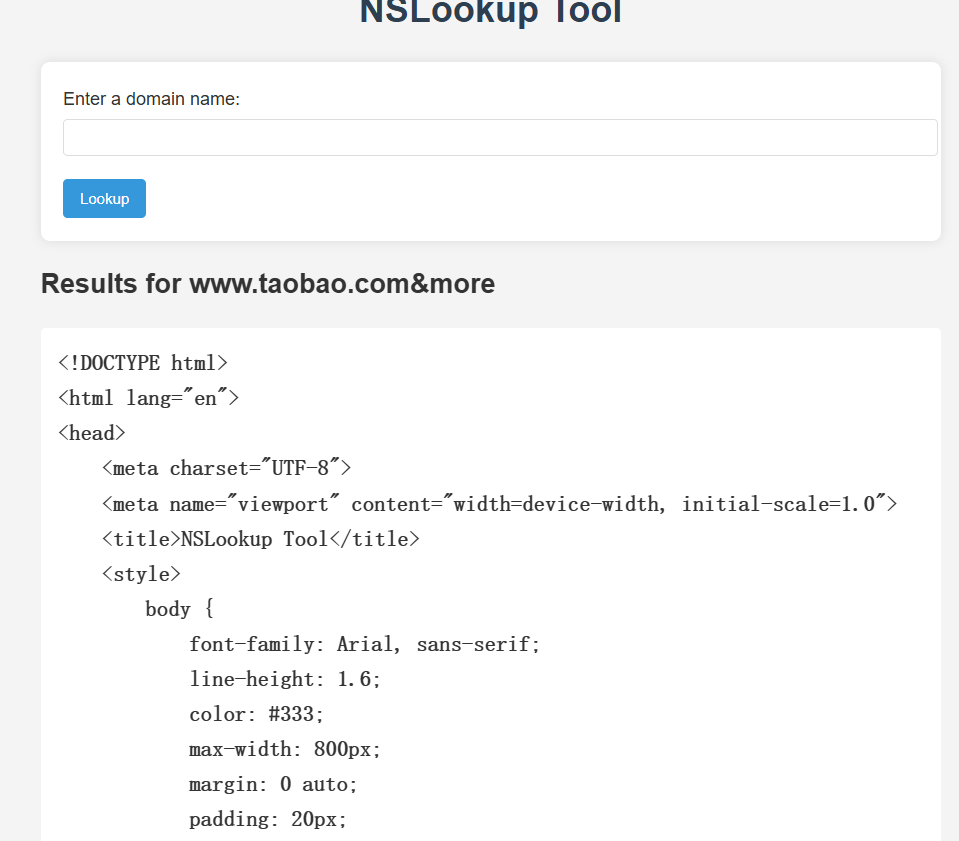 NSLookup Tool
Enter a domain name:
Lookup
Results for www.taobao.com&more
<!DOCTYPE html>
<html lang="en">
<head>
    <meta charset="UTF-8">
    <meta name="viewport" content="width=device-width, initial-scale=1.0">
    <title>NSLookup Tool</title>
    <style>
        body {
            font-family: Arial, sans-serif;
            line-height: 1.6;
            color: #333;
            max-width: 800px;
            margin: 0 auto;
            padding: 20px;